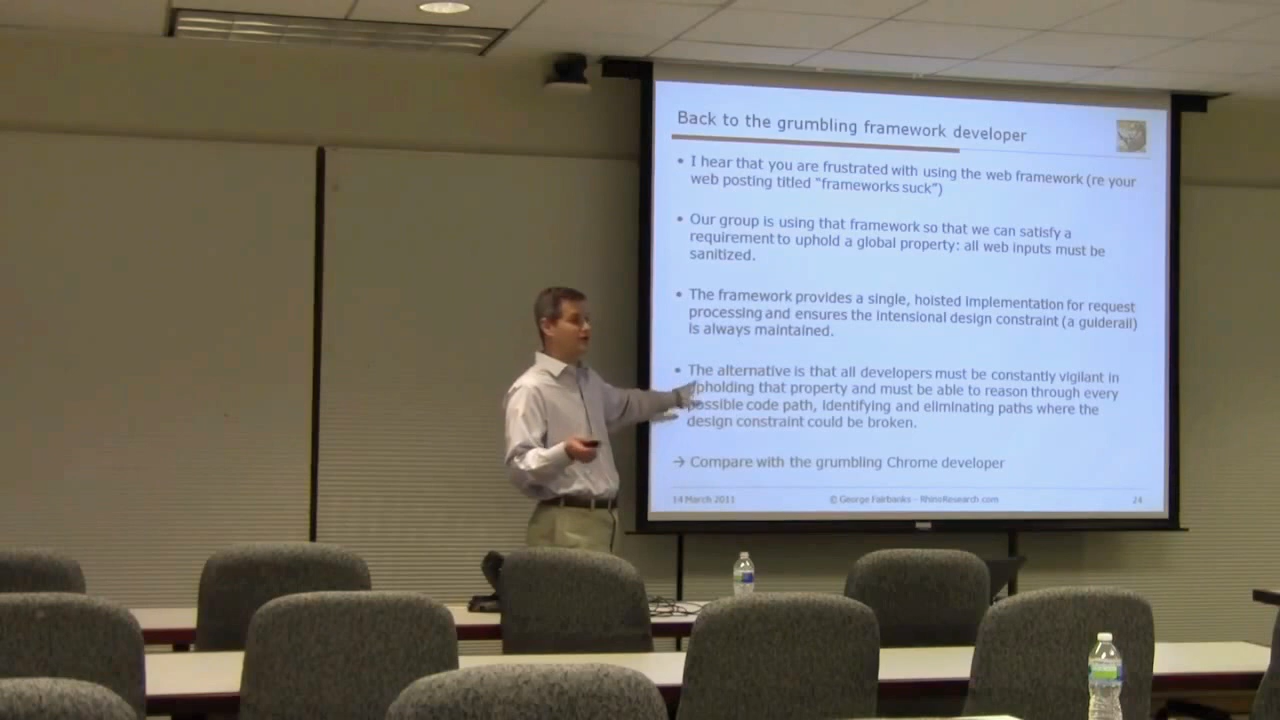 Back to the grumbling framework developer
• I hear that you are frustrated with using the web framework (re your
web posting titled “frameworks suck”)
• Our group is using that framework so that we can satisfy a
requirement to uphold a global property: all web inputs must be
sanitized.
• The framework provides a single, hoisted implementation for request
processing and ensures the intensional design constraint (a guiderail)
is always maintained.
• The alternative is that all developers must be constantly vigilant in
upholding that property and must be able to reason through every
possible code path, identifying and eliminating paths where the
design constraint could be broken.
→ Compare with the grumbling Chrome developer
14 March 2011 © George Fairbanks - RhinoResearch.com 24